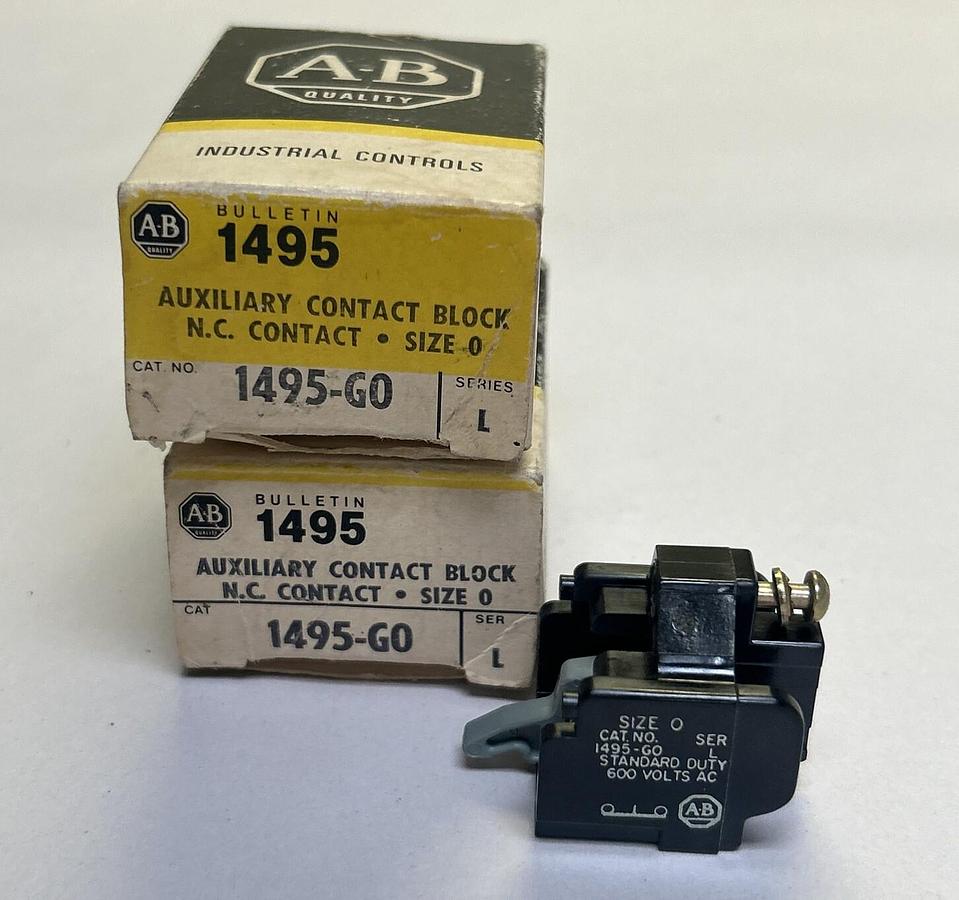 A-B
QUALITY
INDUSTRIAL CONTROLS
A-B
QUALITY
BULLETIN
1495
AUXILIARY CONTACT BLOCK
N.C. CONTACT • SIZE 0
CAT. NO.
1495-G0
SERIES
L
A-B
QUALITY
BULLETIN
1495
AUXILIARY CONTACT BLOCK
N.C. CONTACT • SIZE 0
CAT
1495-G0
SER
L
SIZE 0
CAT. NO. SER
1495-G0 L
STANDARD DUTY
600 VOLTS AC
A-B